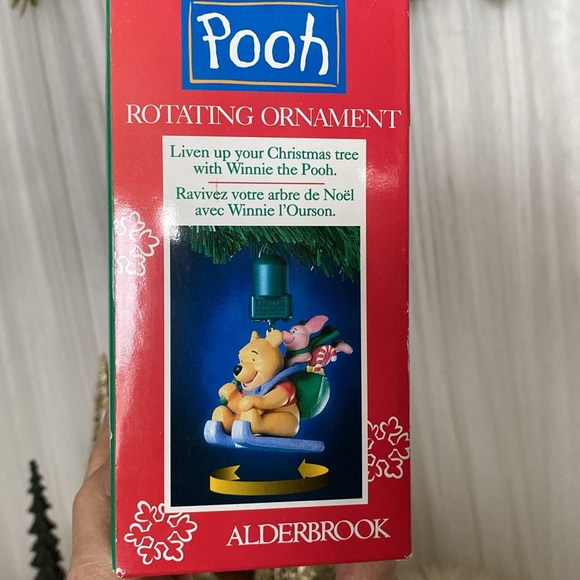 Pooh
ROTATING ORNAMENT
Liven up your Christmas tree
with Winnie the Pooh.
Ravivez votre arbre de Noël
avec Winnie l'Ourson.
ALDERBROOK